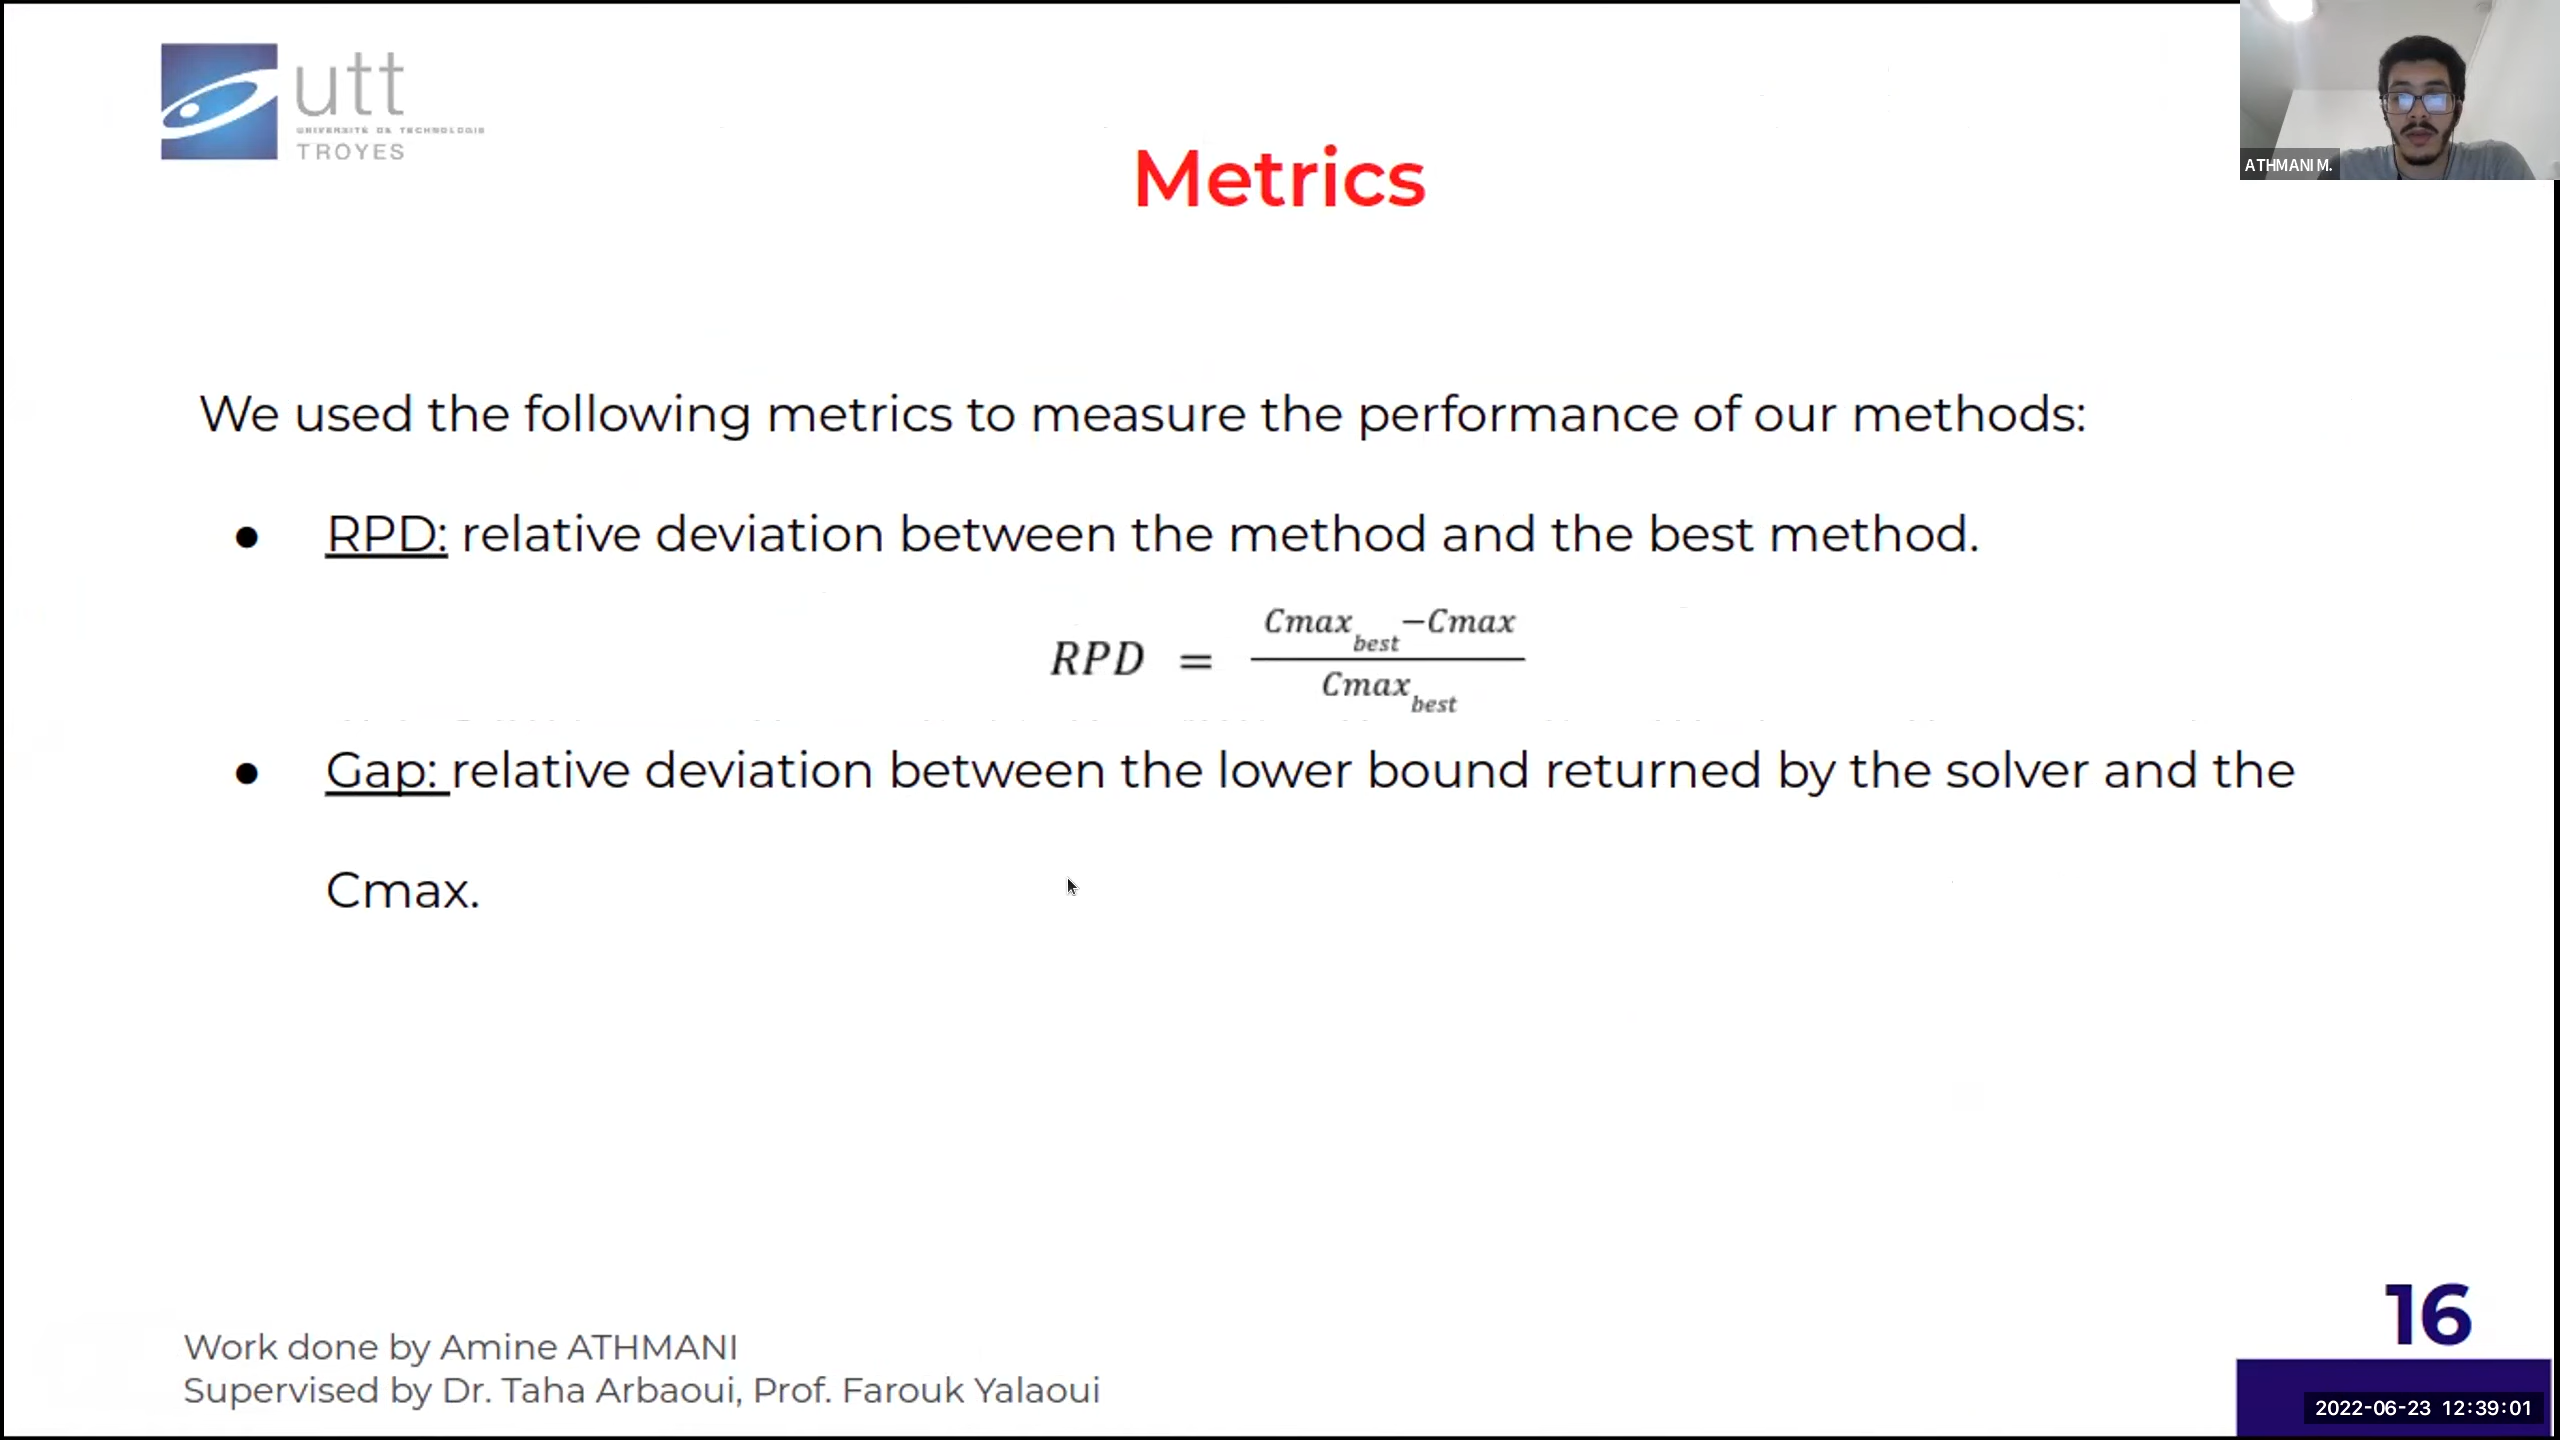 utt
UNIVERSITÉ DE TECHNOLOGIE
TROYES
ATHMANI M.
Metrics
We used the following metrics to measure the performance of our methods:
● RPD: relative deviation between the method and the best method.
RPD = (Cmax_best − Cmax) / Cmax_best
● Gap: relative deviation between the lower bound returned by the solver and the
Cmax.
16
Work done by Amine ATHMANI
Supervised by Dr. Taha Arbaoui, Prof. Farouk Yalaoui
2022-06-23 12:39:01